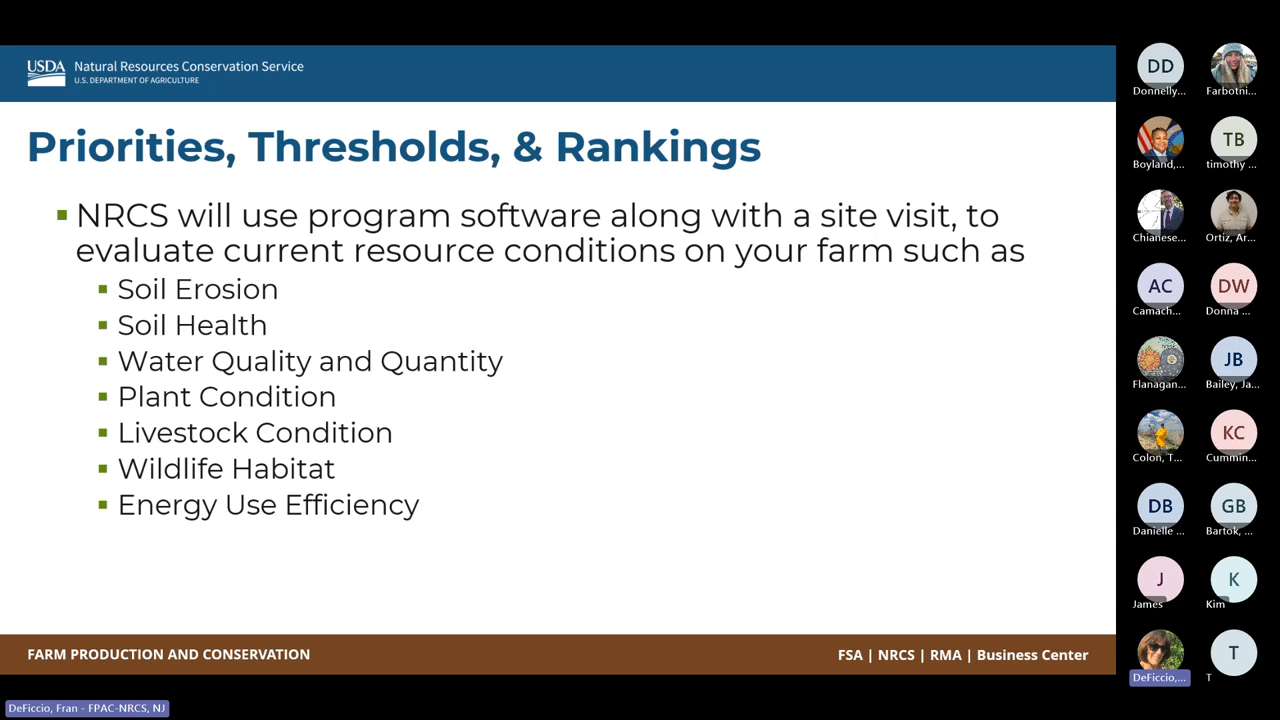 USDA Natural Resources Conservation Service
U.S. DEPARTMENT OF AGRICULTURE
Priorities, Thresholds, & Rankings
NRCS will use program software along with a site visit, to
evaluate current resource conditions on your farm such as
Soil Erosion
Soil Health
Water Quality and Quantity
Plant Condition
Livestock Condition
Wildlife Habitat
Energy Use Efficiency
FARM PRODUCTION AND CONSERVATION
FSA | NRCS | RMA | Business Center
DeFiccio, Fran - FPAC-NRCS, NJ
DD
Donnelly... Farbotni...
TB
Boyland,... timothy ...
Chianese... Ortiz, Ar...
AC DW
Camach... Donna ...
JB
Flanagan... Bailey, Ja...
KC
Colon, T... Cummin...
DB GB
Danielle ... Bartok, ...
J K
James Kim
T
DeFiccio,... T